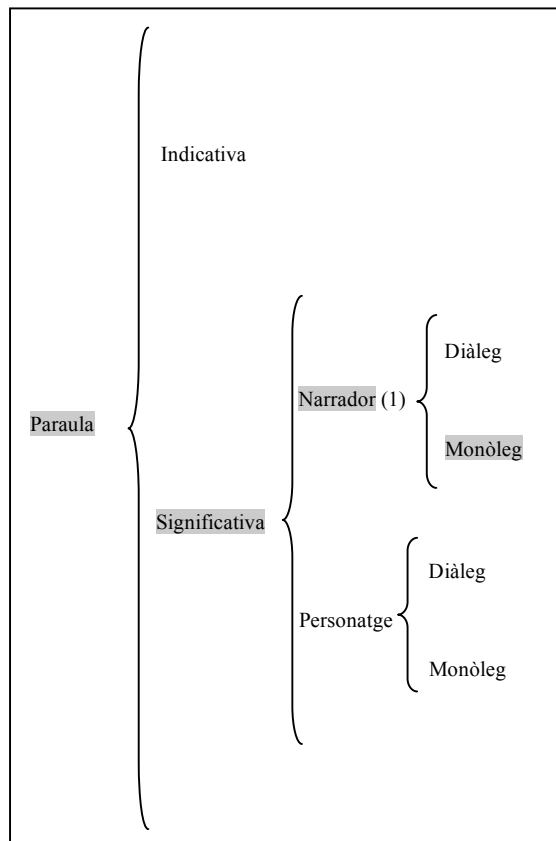 Indicativa
Diàleg
Narrador (1)
Paraula
Monòleg
Significativa
Diàleg
Personatge
Monòleg